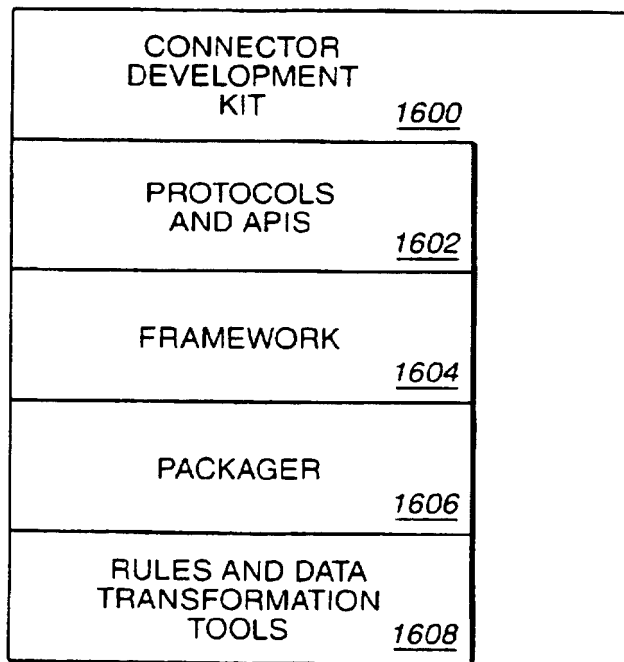 CONNECTOR
DEVELOPMENT
KIT
1600
PROTOCOLS
AND APIS
1602
FRAMEWORK
1604
PACKAGER
1606
RULES AND DATA
TRANSFORMATION
TOOLS
1608